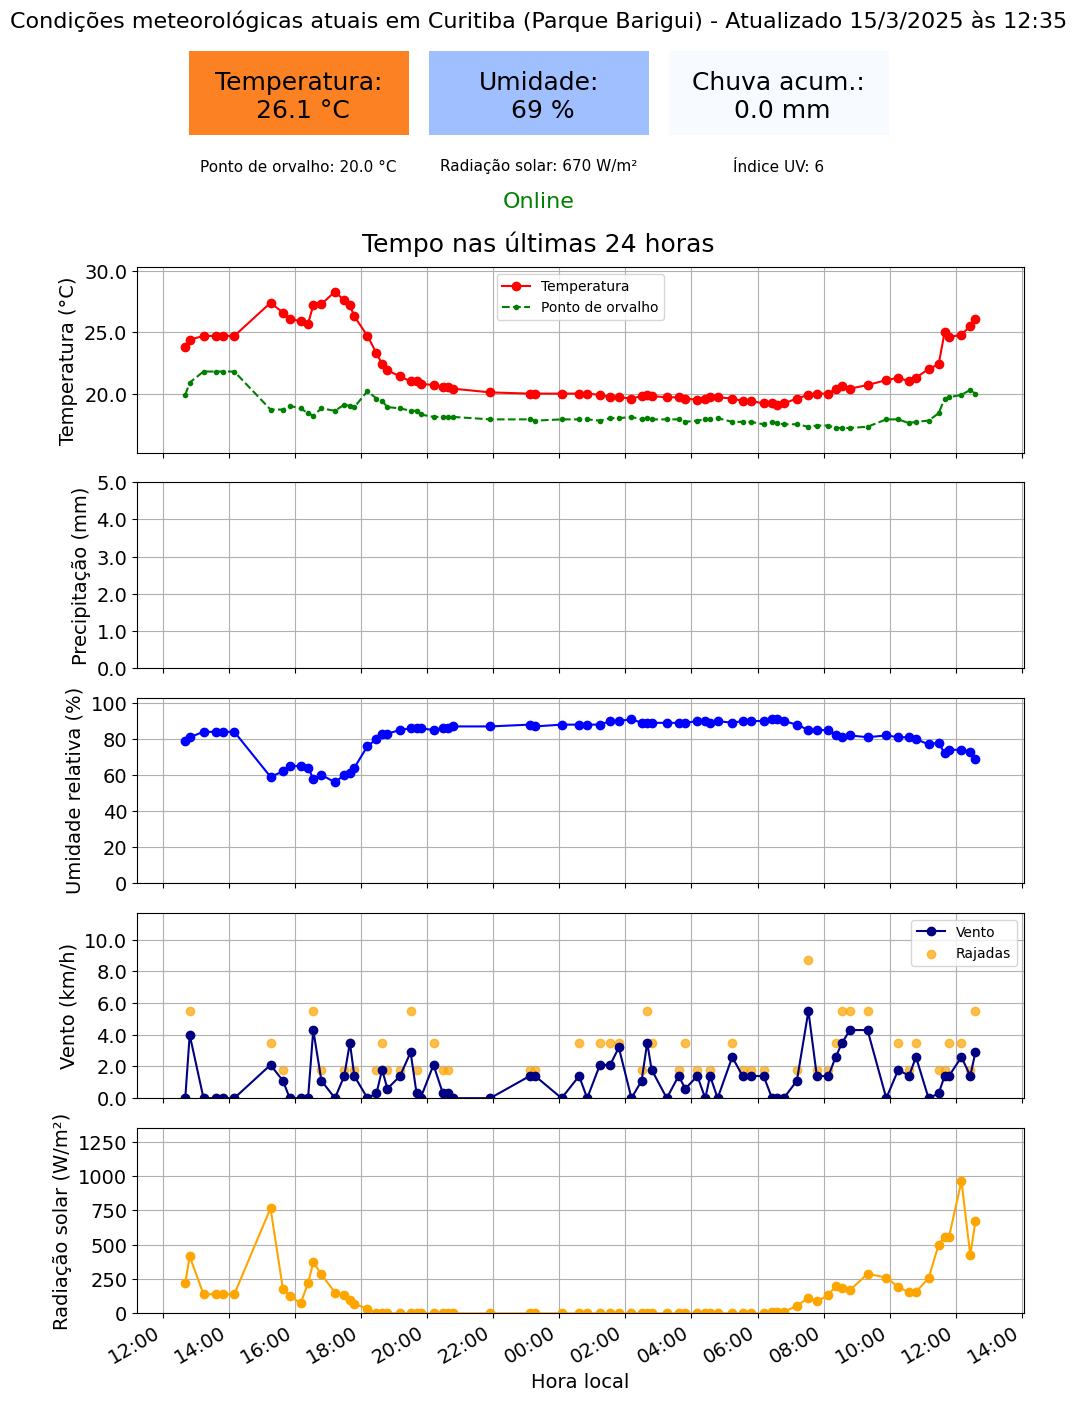 Condições meteorológicas atuais em Curitiba (Parque Barigui) - Atualizado 15/3/2025 às 12:35
Temperatura:
26.1 °C
Umidade:
69 %
Chuva acum.:
0.0 mm
Ponto de orvalho: 20.0 °C
Radiação solar: 670 W/m²
Índice UV: 6
Online
Tempo nas últimas 24 horas
Temperatura (°C)
30.0
25.0
20.0
Temperatura
Ponto de orvalho
Precipitação (mm)
5.0
4.0
3.0
2.0
1.0
0.0
Umidade relativa (%)
100
80
60
40
20
0
Vento (km/h)
10.0
8.0
6.0
4.0
2.0
0.0
Vento
Rajadas
Radiação solar (W/m²)
1250
1000
750
500
250
0
12:00
14:00
16:00
18:00
20:00
22:00
00:00
02:00
04:00
06:00
08:00
10:00
12:00
14:00
Hora local